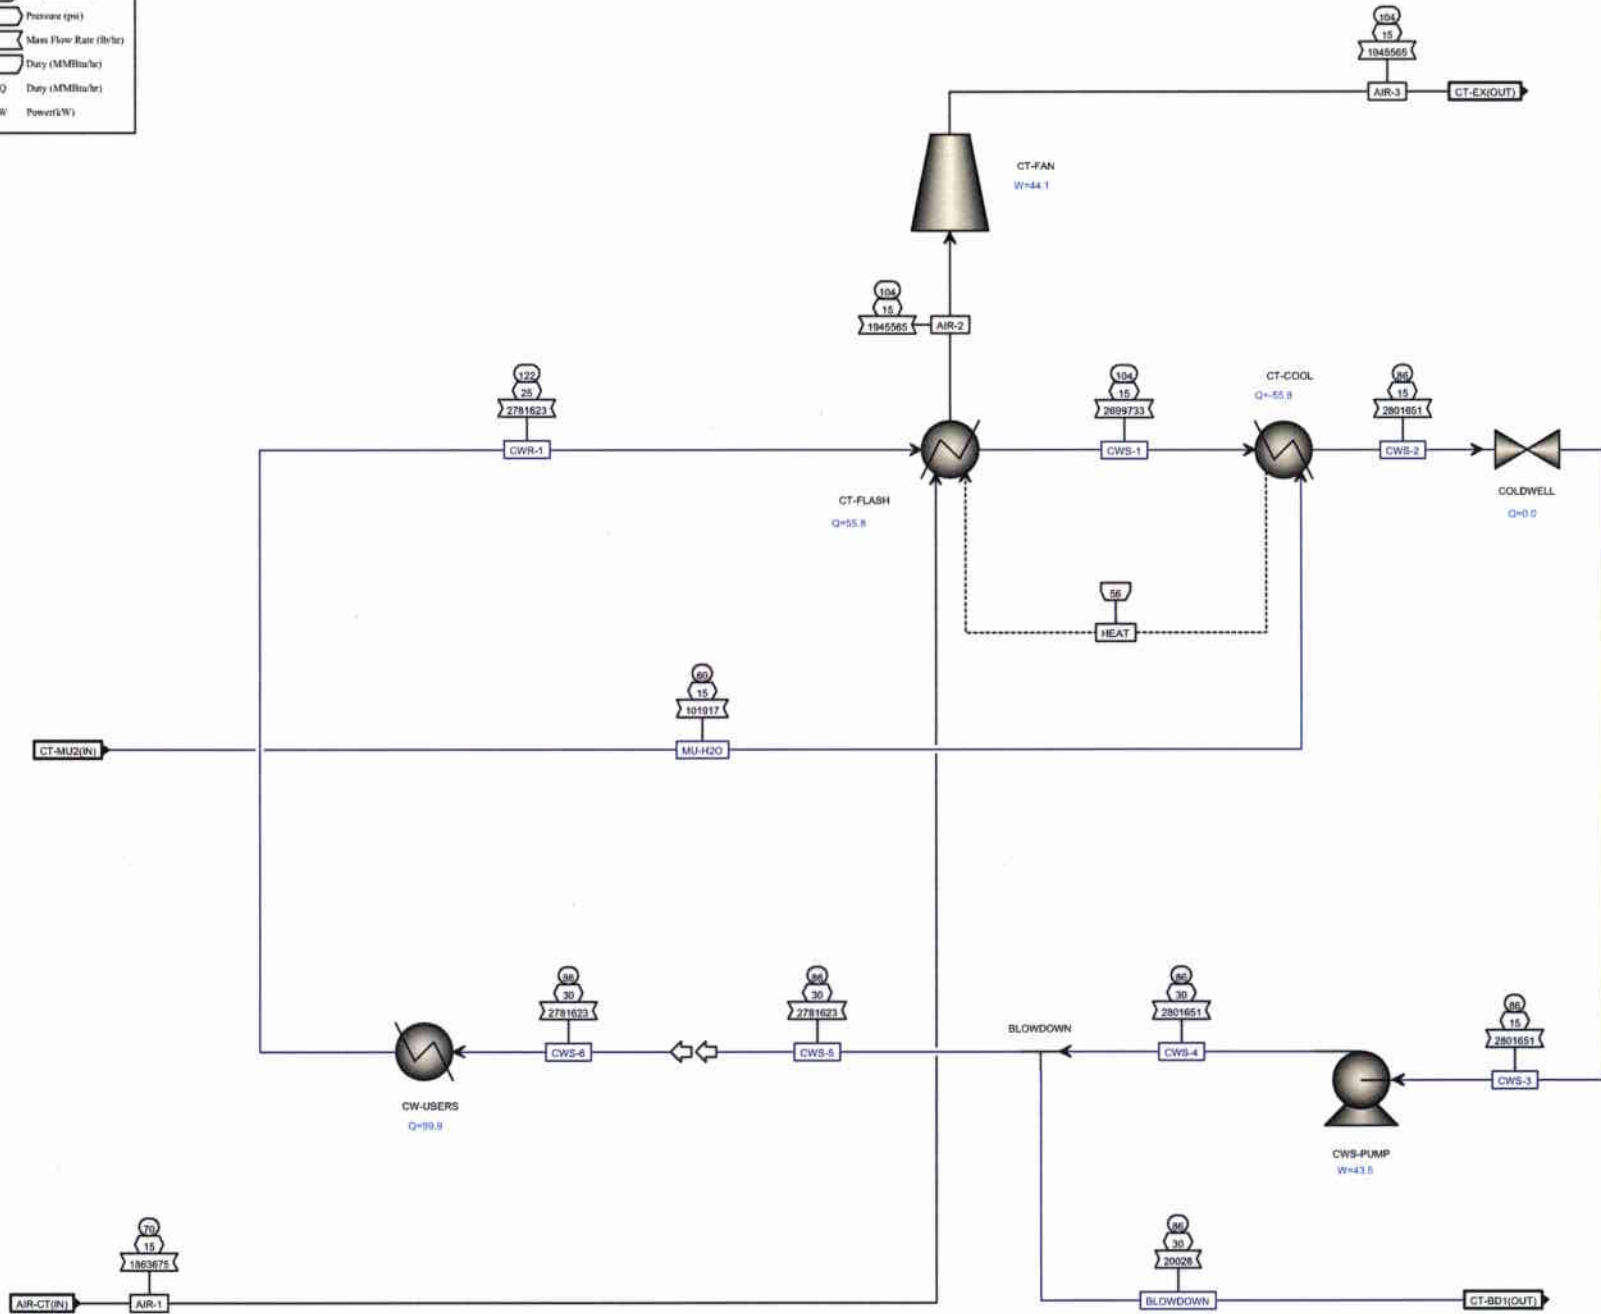 Pressure (psi)
Mass Flow Rate (lb/hr)
Duty (MMBtu/hr)
Q Duty (MMBtu/hr)
W Power(kW)
104
15
1945565
AIR-3
CT-EX(OUT)
CT-FAN
W=44.1
104
15
1945565
AIR-2
122
25
2781623
CWR-1
104
15
2699733
CWS-1
CT-COOL
Q=-55.8
86
15
2801651
CWS-2
COLDWELL
Q=0.0
CT-FLASH
Q=55.8
56
HEAT
60
15
101917
MU-H2O
CT-MU2(IN)
30
2781623
CWS-6
86
30
2781623
CWS-5
BLOWDOWN
86
30
2801651
CWS-4
86
15
2801651
CWS-3
CW-USERS
Q=99.9
CWS-PUMP
W=43.5
70
15
1863675
AIR-CT(IN)
AIR-1
86
30
20028
BLOWDOWN
CT-BD1(OUT)